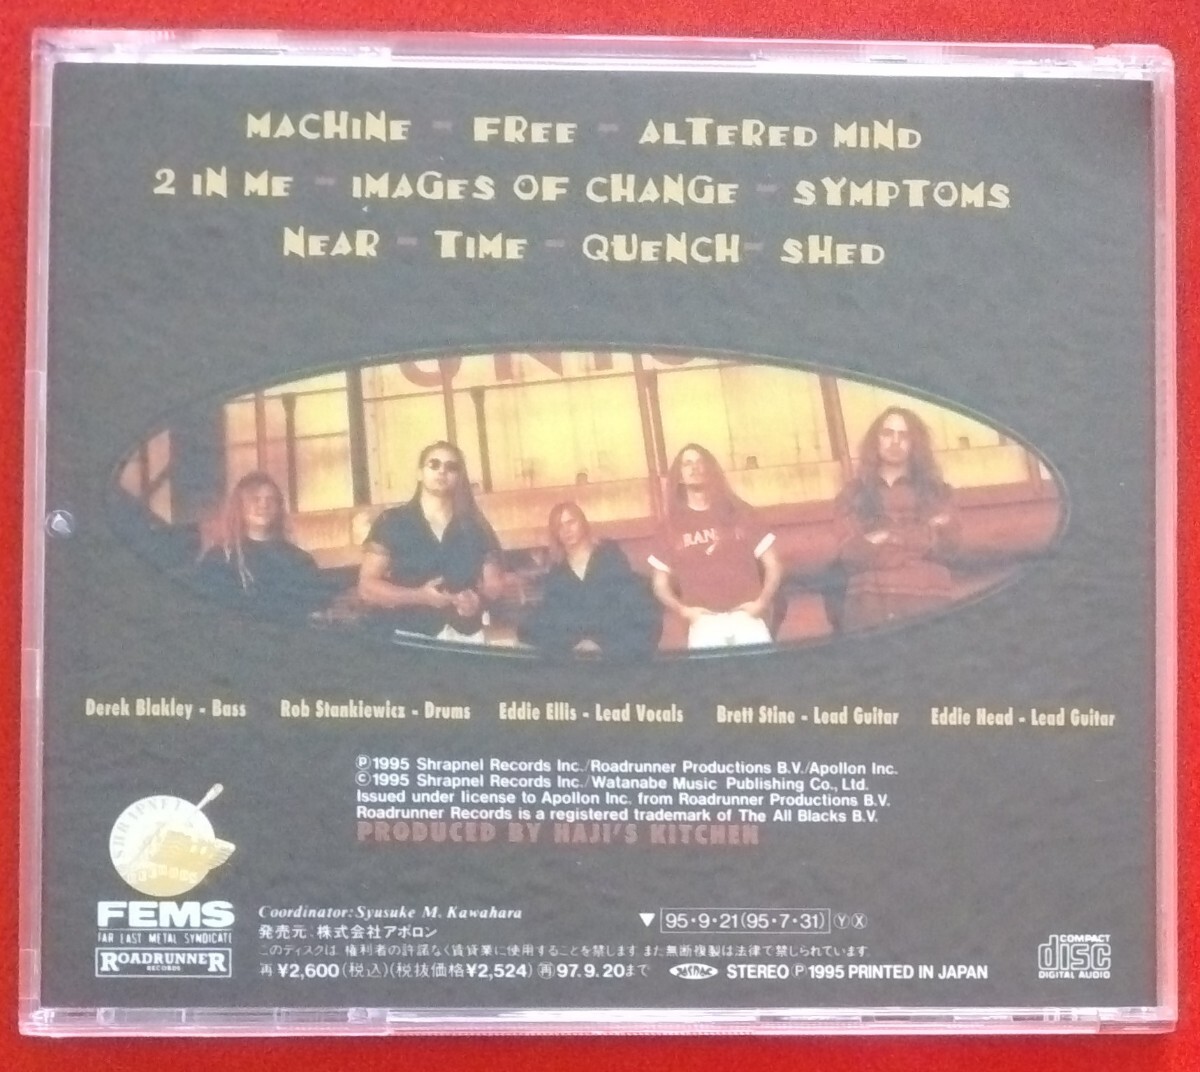 MACHINE - FREE - ALTERED MIND
2 IN ME - IMAGES OF CHANGE - SYMPTOMS
NEAR - TIME - QUENCH - SHED
UNIO
RAN
Derek Blakley - Bass Rob Stankiewicz - Drums Eddie Ellis - Lead Vocals Brett Stine - Lead Guitar Eddie Head - Lead Guitar
Ⓟ1995 Shrapnel Records Inc./Roadrunner Productions B.V./Apollon Inc.
©1995 Shrapnel Records Inc./Watanabe Music Publishing Co., Ltd.
Issued under license to Apollon Inc. from Roadrunner Productions B.V.
Roadrunner Records is a registered trademark of The All Blacks B.V.
PRODUCED BY HAJI'S KITCHEN
SHRAPNEL
RECORDS
FEMS
FAR EAST METAL SYNDICATE
ROADRUNNER
RECORDS
Coordinator: Syusuke M. Kawahara
発売元:株式会社アポロン
95・9・21(95・7・31) Ⓨ Ⓧ
このディスクは、権利者の許諾なく賃貸業に使用することを禁じます。また無断複製は法律で禁じられています。
再 ¥2,600(税込)(税抜価格¥2,524) 再 97.9.20まで
JASRAC STEREO Ⓟ1995 PRINTED IN JAPAN
COMPACT
disc
DIGITAL AUDIO